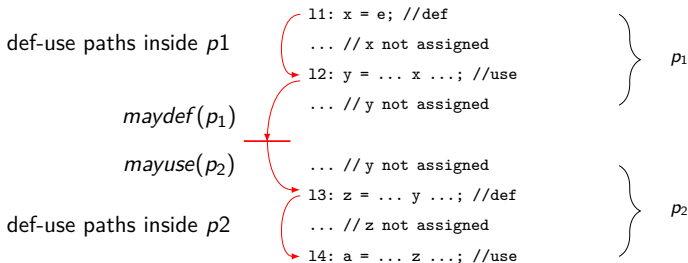 l1: x = e; //def
def-use paths inside p1
... // x not assigned
p₁
l2: y = ... x ...; //use
... // y not assigned
maydef(p₁)
mayuse(p₂)
... // y not assigned
l3: z = ... y ...; //def
p₂
def-use paths inside p2
... // z not assigned
l4: a = ... z ...; //use